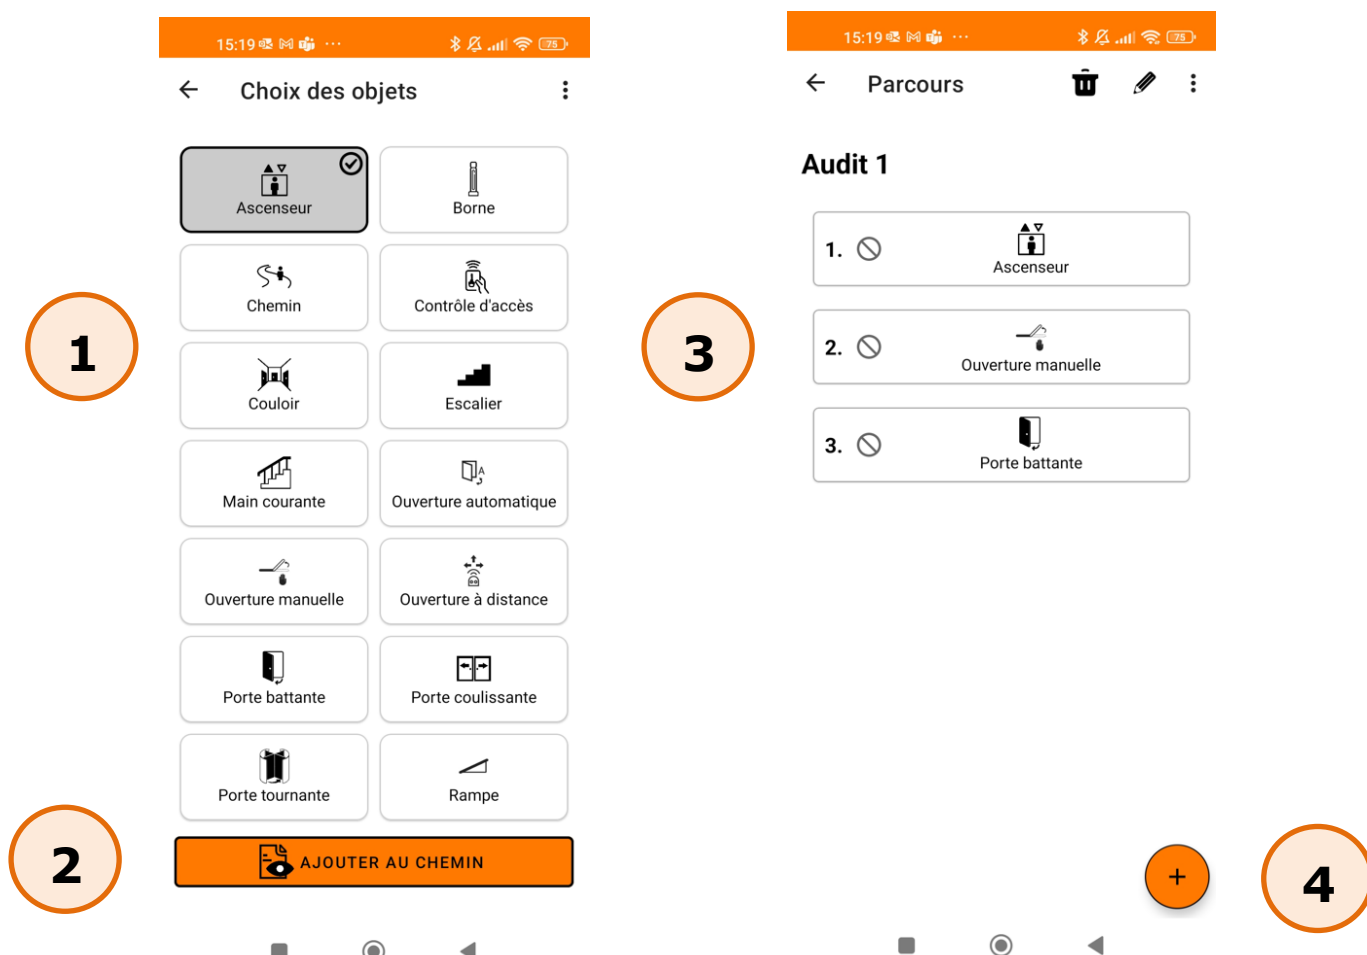 15:19
75
Choix des objets
Ascenseur
Borne
Chemin
Contrôle d'accès
1
Couloir
Escalier
Main courante
Ouverture automatique
Ouverture manuelle
Ouverture à distance
Porte battante
Porte coulissante
Porte tournante
Rampe
2
AJOUTER AU CHEMIN
15:19
75
Parcours
Audit 1
1.
Ascenseur
3
2.
Ouverture manuelle
3.
Porte battante
+
4